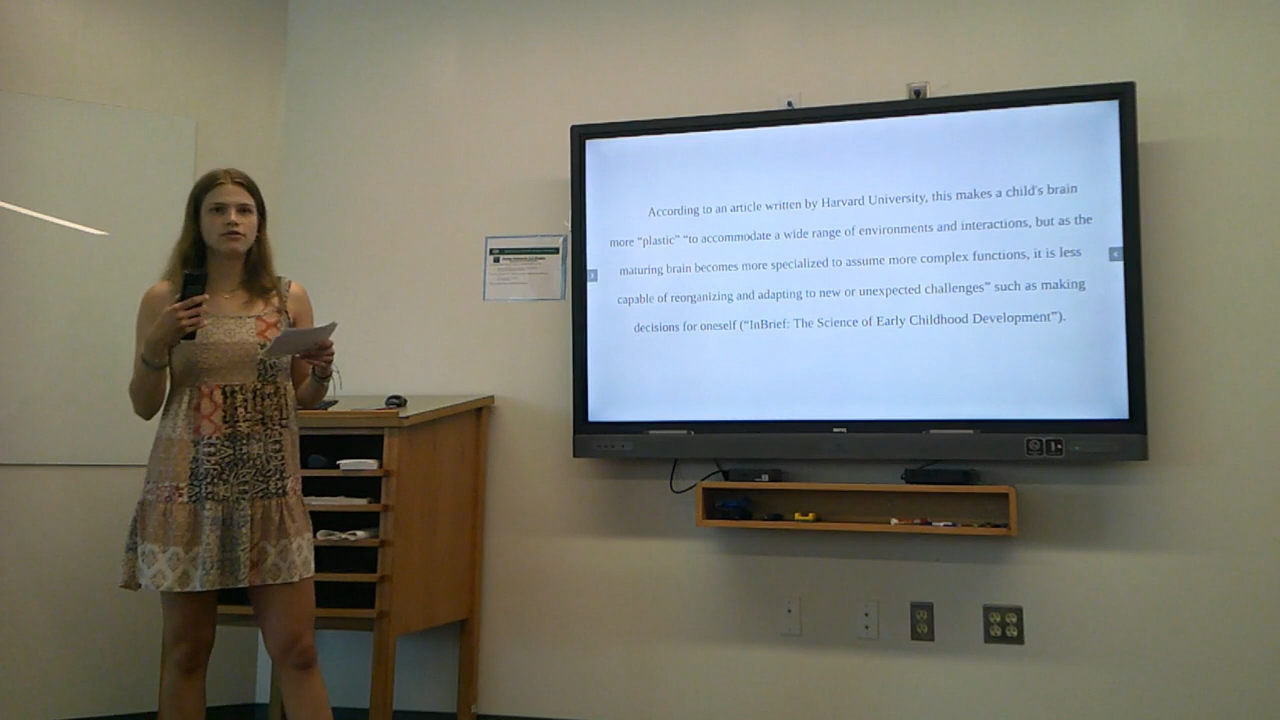 According to an article written by Harvard University, this makes a child's brain
more “plastic” “to accommodate a wide range of environments and interactions, but as the
maturing brain becomes more specialized to assume more complex functions, it is less
capable of reorganizing and adapting to new or unexpected challenges” such as making
decisions for oneself (“InBrief: The Science of Early Childhood Development”).
BenQ